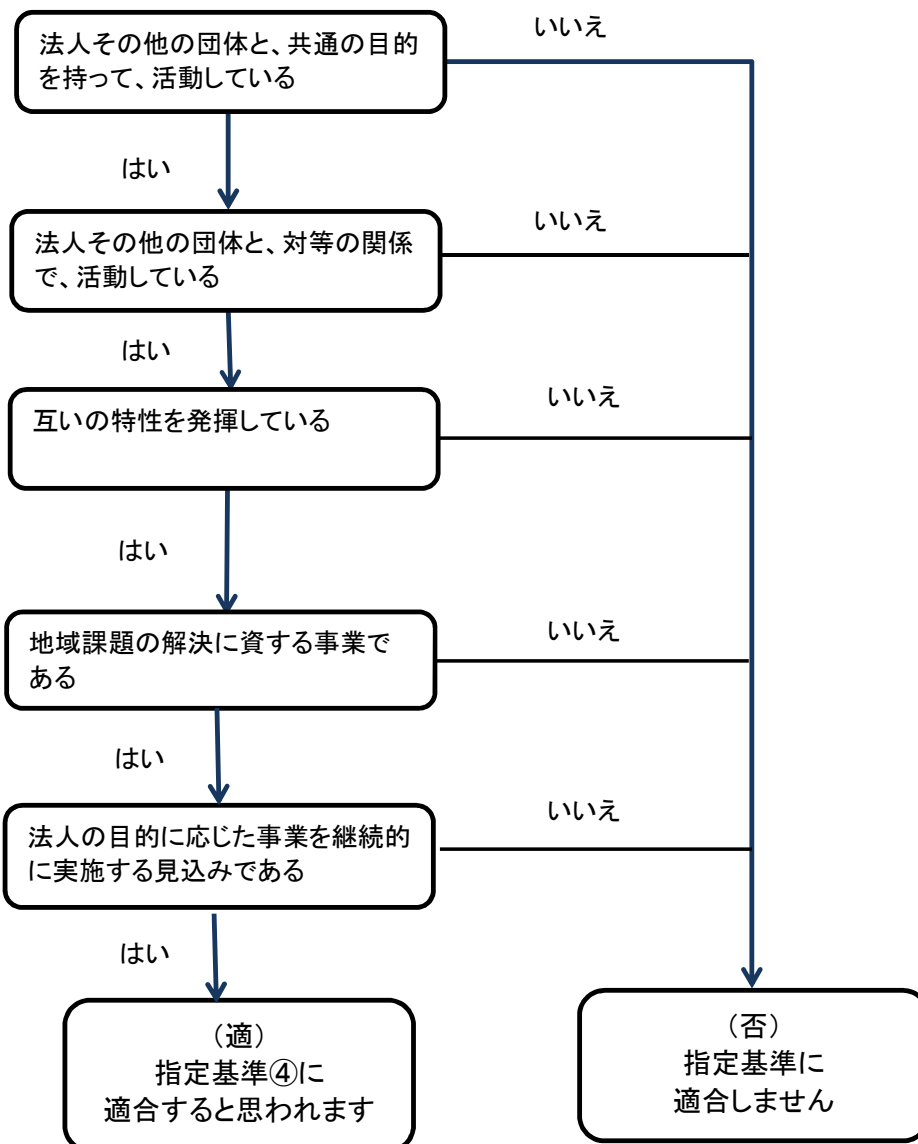 法人その他の団体と、共通の目的
を持って、活動している
いいえ
はい
法人その他の団体と、対等の関係
で、活動している
いいえ
はい
互いの特性を発揮している
いいえ
はい
地域課題の解決に資する事業で
ある
いいえ
はい
法人の目的に応じた事業を継続的
に実施する見込みである
いいえ
はい
（適）
指定基準④に
適合すると思われます
（否）
指定基準に
適合しません